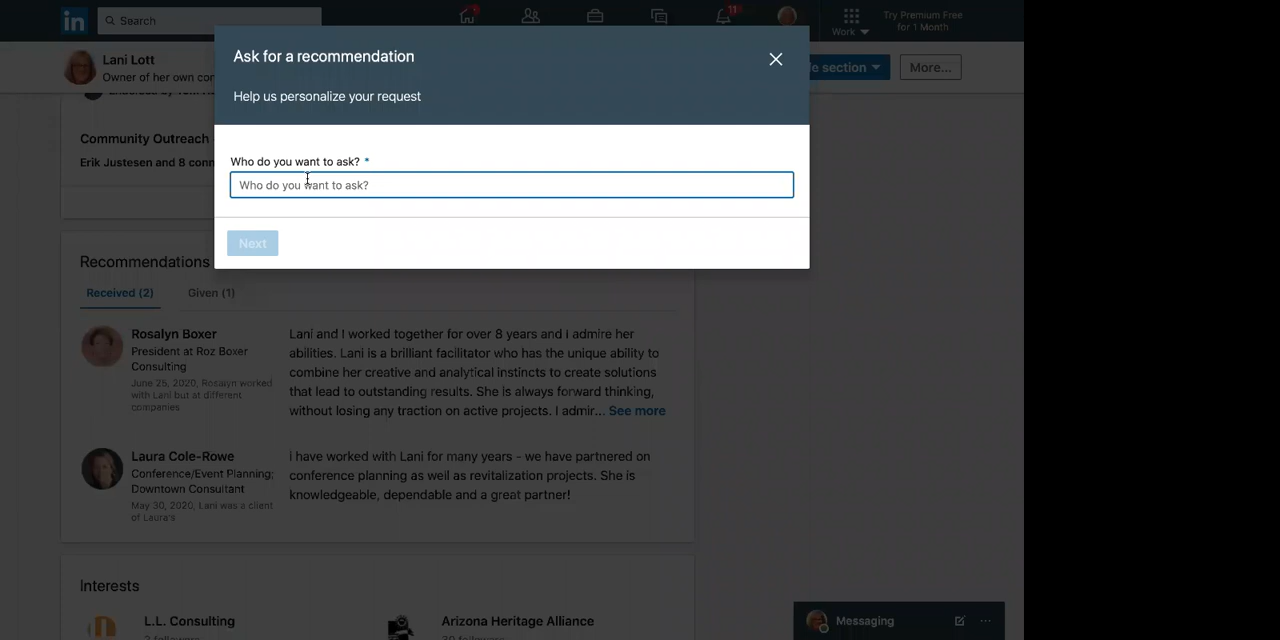 in
Search
11
Work
Try Premium Free
for 1 Month
Lani Lott
Owner of her own con
e section
More...
Ask for a recommendation
Help us personalize your request
Who do you want to ask? *
Who do you want to ask?
Next
Community Outreach
Erik Justesen and 8 conn
Recommendations
Received (2)
Given (1)
Rosalyn Boxer
President at Roz Boxer
Consulting
June 25, 2020, Rosalyn worked
with Lani but at different
companies
Lani and I worked together for over 8 years and i admire her
abilities. Lani is a brilliant facilitator who has the unique ability to
combine her creative and analytical instincts to create solutions
that lead to outstanding results. She is always forward thinking,
without losing any traction on active projects. I admir... See more
Laura Cole-Rowe
Conference/Event Planning;
Downtown Consultant
May 30, 2020, Lani was a client
of Laura's
i have worked with Lani for many years - we have partnered on
conference planning as well as revitalization projects. She is
knowledgeable, dependable and a great partner!
Interests
L.L. Consulting
2 followers
Arizona Heritage Alliance
Messaging